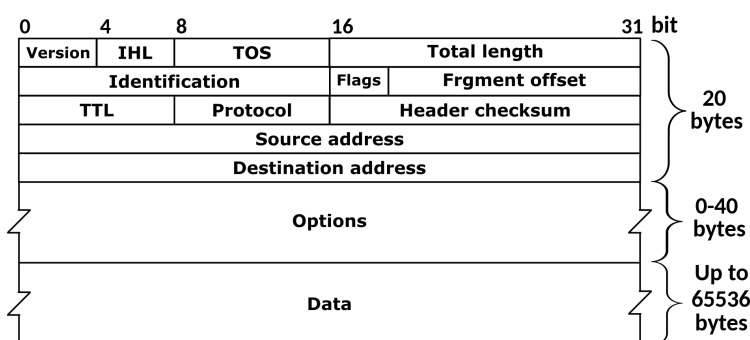 0 4 8 16 31 bit
Version IHL TOS Total length
Identification Flags Frgment offset
TTL Protocol Header checksum
20
bytes
Source address
Destination address
Options
0-40
bytes
Data
Up to
65536
bytes